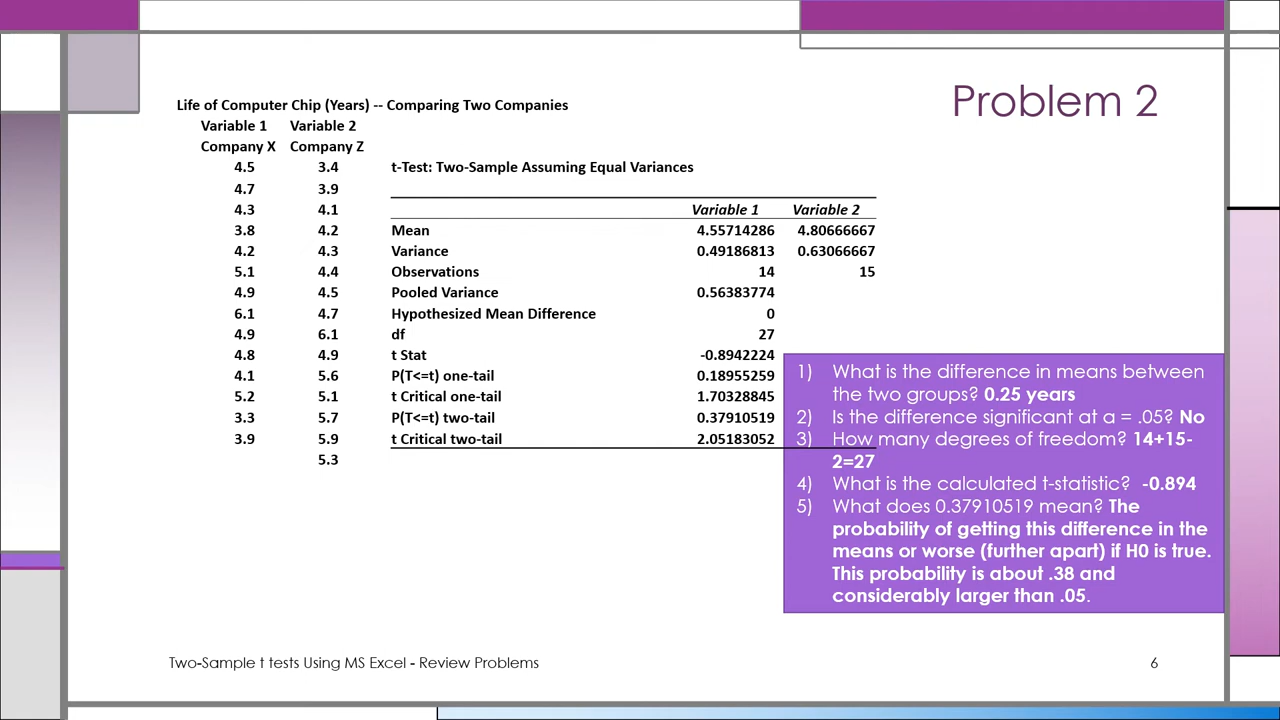 Problem 2
Life of Computer Chip (Years) -- Comparing Two Companies
Variable 1 Variable 2
Company X Company Z
4.5 3.4 t-Test: Two-Sample Assuming Equal Variances
4.7 3.9
4.3 4.1 Variable 1 Variable 2
3.8 4.2 Mean 4.55714286 4.80666667
4.2 4.3 Variance 0.49186813 0.63066667
5.1 4.4 Observations 14 15
4.9 4.5 Pooled Variance 0.56383774
6.1 4.7 Hypothesized Mean Difference 0
4.9 6.1 df 27
4.8 4.9 t Stat -0.8942224
4.1 5.6 P(T<=t) one-tail 0.18955259
5.2 5.1 t Critical one-tail 1.70328845
3.3 5.7 P(T<=t) two-tail 0.37910519
3.9 5.9 t Critical two-tail 2.05183052
5.3
1) What is the difference in means between
the two groups? 0.25 years
2) Is the difference significant at a = .05? No
3) How many degrees of freedom? 14+15-
2=27
4) What is the calculated t-statistic? -0.894
5) What does 0.37910519 mean? The
probability of getting this difference in the
means or worse (further apart) if H0 is true.
This probability is about .38 and
considerably larger than .05.
Two-Sample t tests Using MS Excel - Review Problems 6